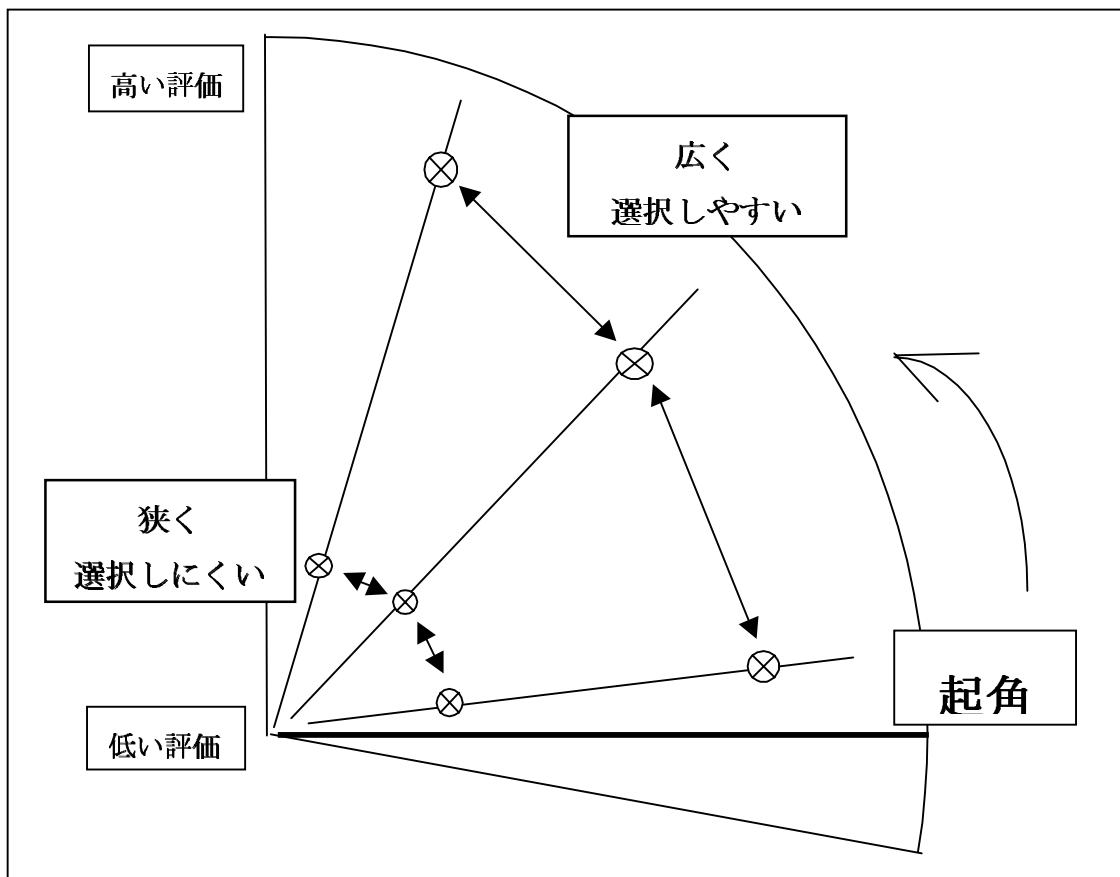 高い評価
広く
選択しやすい
狭く
選択しにくい
起角
低い評価